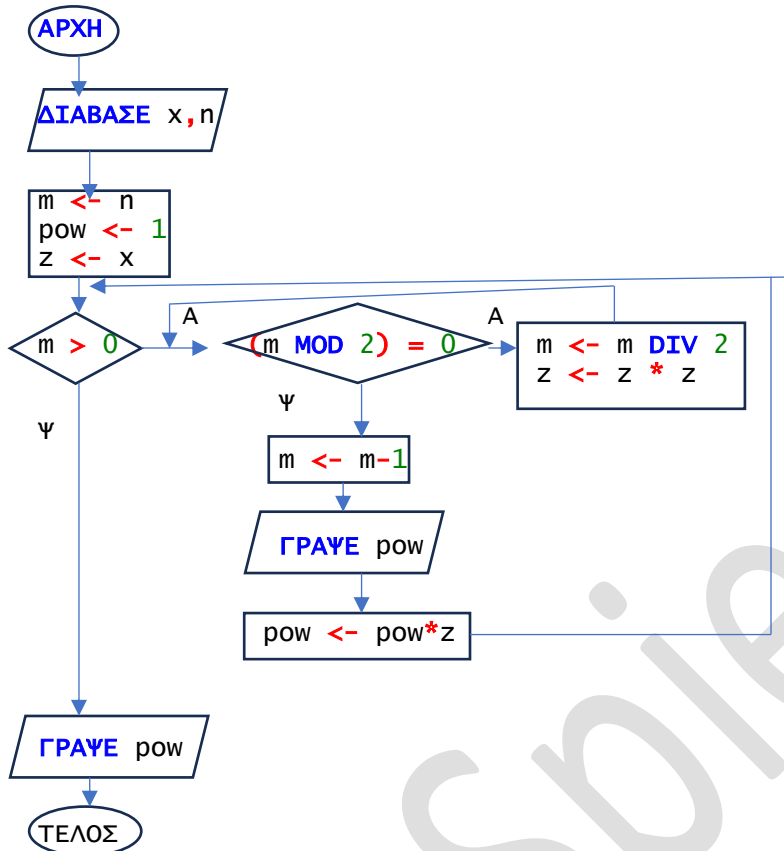 ΑΡΧΗ
ΔΙΑΒΑΣΕ x,n
m <- n
pow <- 1
z <- x
m > 0
Α
(m MOD 2) = 0
Α
m <- m DIV 2
z <- z * z
Ψ
Ψ
m <- m-1
ΓΡΑΨΕ pow
pow <- pow*z
ΓΡΑΨΕ pow
ΤΕΛΟΣ